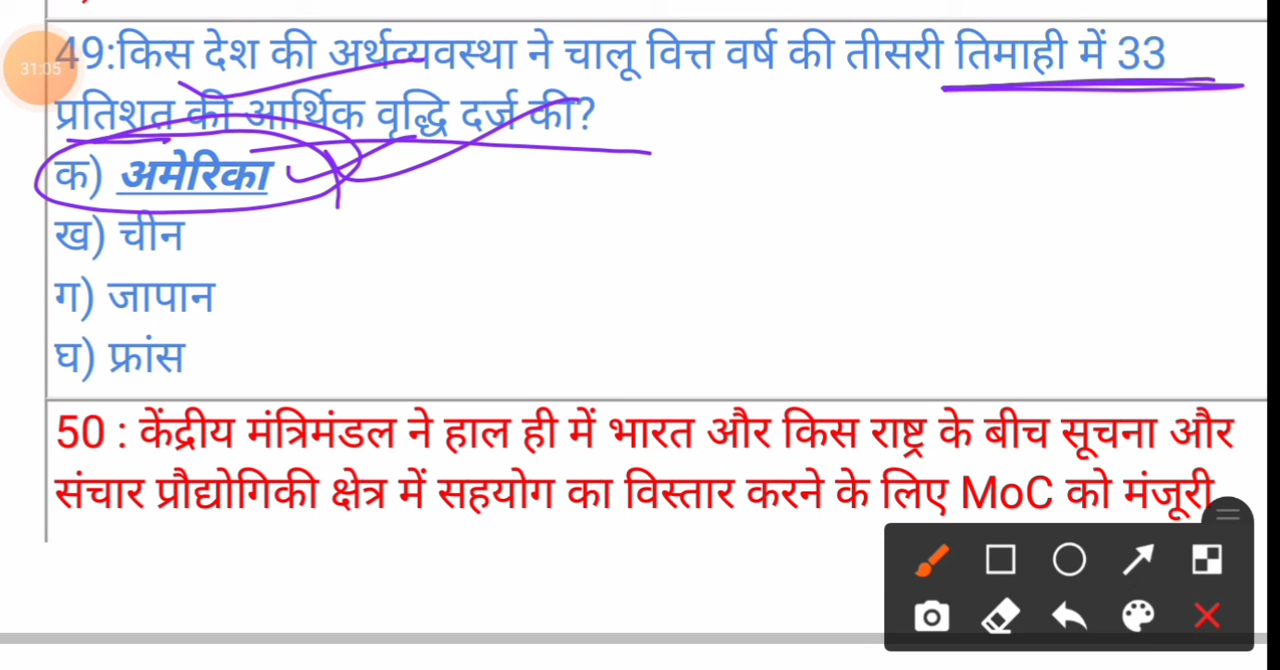 49:किस देश की अर्थव्यवस्था ने चालू वित्त वर्ष की तीसरी तिमाही में 33
31:05
प्रतिशत की आर्थिक वृद्धि दर्ज की?
क) अमेरिका
ख) चीन
ग) जापान
घ) फ्रांस
50 : केंद्रीय मंत्रिमंडल ने हाल ही में भारत और किस राष्ट्र के बीच सूचना और
संचार प्रौद्योगिकी क्षेत्र में सहयोग का विस्तार करने के लिए MoC को मंजूरी